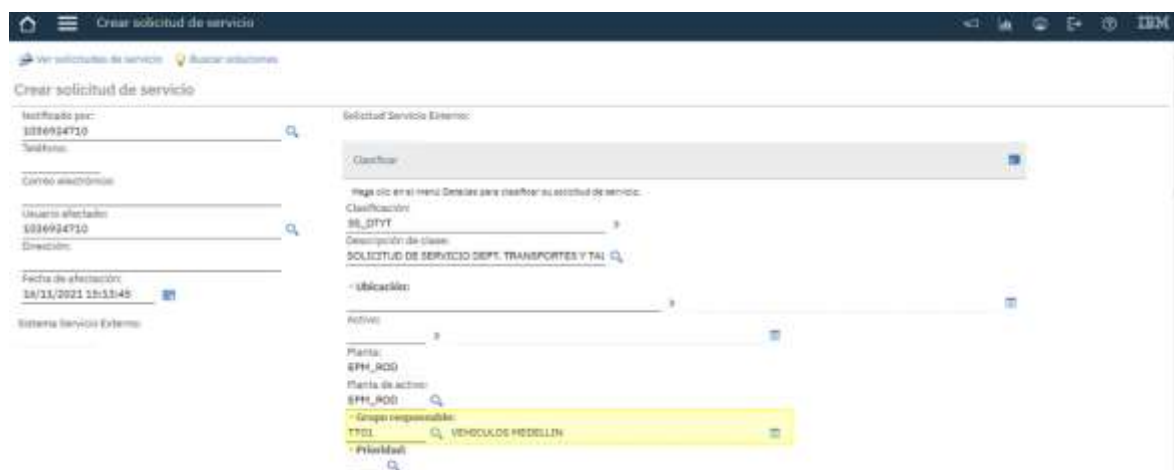 Crear solicitud de servicio
IBM
Ver solicitudes de servicio Buscar soluciones
Crear solicitud de servicio
Notificado por:
1036924710
Teléfono:
Correo electrónico:
Usuario afectado:
1036924710
Dirección:
Fecha de afectación:
16/11/2021 15:13:45
Sistema Servicio Externo:
Solicitud Servicio Externo:
Clasificar
Haga clic en el menú Detalles para clasificar su solicitud de servicio.
Clasificación:
SS_DTYT
Descripción de clase:
SOLICITUD DE SERVICIO DEPT. TRANSPORTES Y TAL
* Ubicación:
Activo:
Planta:
EPM_ROD
Planta de activo:
EPM_ROD
* Grupo responsable:
TT01 VEHICULOS MEDELLIN
* Prioridad: